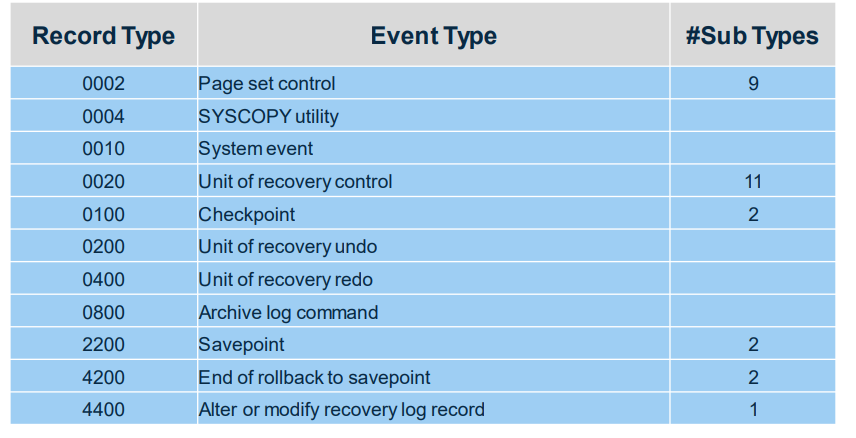 Record Type Event Type #Sub Types
0002 Page set control 9
0004 SYSCOPY utility
0010 System event
0020 Unit of recovery control 11
0100 Checkpoint 2
0200 Unit of recovery undo
0400 Unit of recovery redo
0800 Archive log command
2200 Savepoint 2
4200 End of rollback to savepoint 2
4400 Alter or modify recovery log record 1